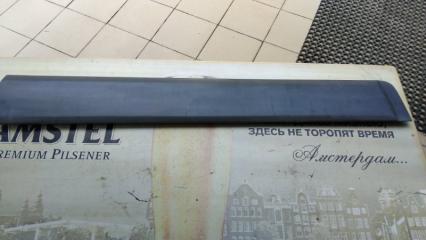 AMSTEL
PREMIUM PILSENER
ЗДЕСЬ НЕ ТОРОПЯТ ВРЕМЯ
Амстердам...